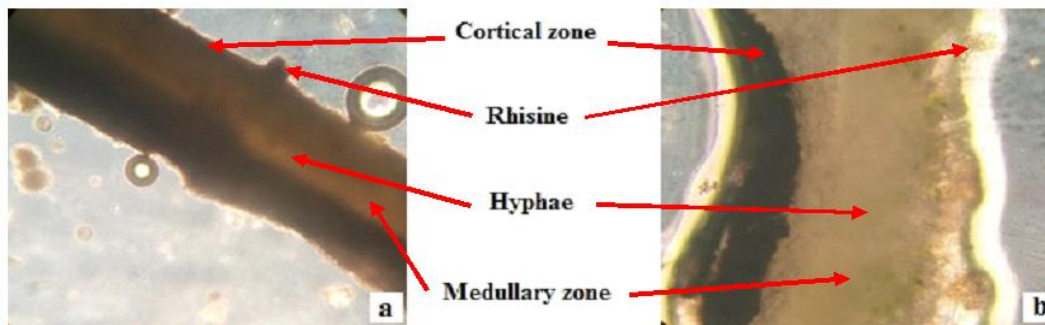 Cortical zone
Rhisine
Hyphae
Medullary zone
a
b